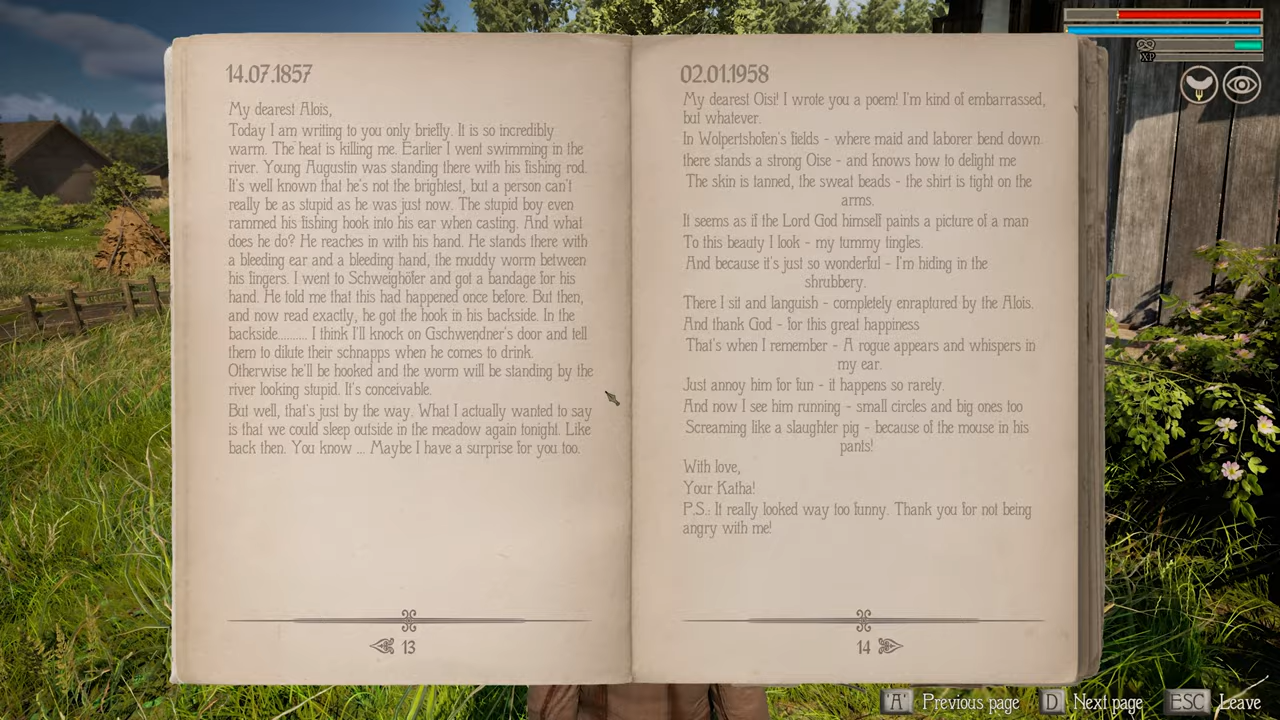 XP
14.07.1857
My dearest Alois,
Today I am writing to you only briefly. It is so incredibly
warm. The heat is killing me. Earlier I went swimming in the
river. Young Augustin was standing there with his fishing rod.
It's well known that he's not the brightest, but a person can't
really be as stupid as he was just now. The stupid boy even
rammed his fishing hook into his ear when casting. And what
does he do? He reaches in with his hand. He stands there with
a bleeding ear and a bleeding hand, the muddy worm between
his fingers. I went to Schweighöfer and got a bandage for his
hand. He told me that this had happened once before. But then,
and now read exactly, he got the hook in his backside. In the
backside......... I think I'll knock on Gschwendner's door and tell
them to dilute their schnapps when he comes to drink.
Otherwise he'll be hooked and the worm will be standing by the
river looking stupid. It's conceivable.
But well, that's just by the way. What I actually wanted to say
is that we could sleep outside in the meadow again tonight. Like
back then. You know ... Maybe I have a surprise for you too.
13
02.01.1958
My dearest Oisi! I wrote you a poem! I'm kind of embarrassed,
but whatever.
In Wolpertshofen's fields - where maid and laborer bend down
there stands a strong Oise - and knows how to delight me
The skin is tanned, the sweat beads - the shirt is tight on the
arms.
It seems as if the Lord God himself paints a picture of a man
To this beauty I look - my tummy tingles.
And because it's just so wonderful - I'm hiding in the
shrubbery.
There I sit and languish - completely enraptured by the Alois.
And thank God - for this great happiness
That's when I remember - A rogue appears and whispers in
my ear.
Just annoy him for fun - it happens so rarely.
And now I see him running - small circles and big ones too
Screaming like a slaughter pig - because of the mouse in his
pants!
With love,
Your Katha!
P.S.: It really looked way too funny. Thank you for not being
angry with me!
14
'A' Previous page D Next page ESC Leave